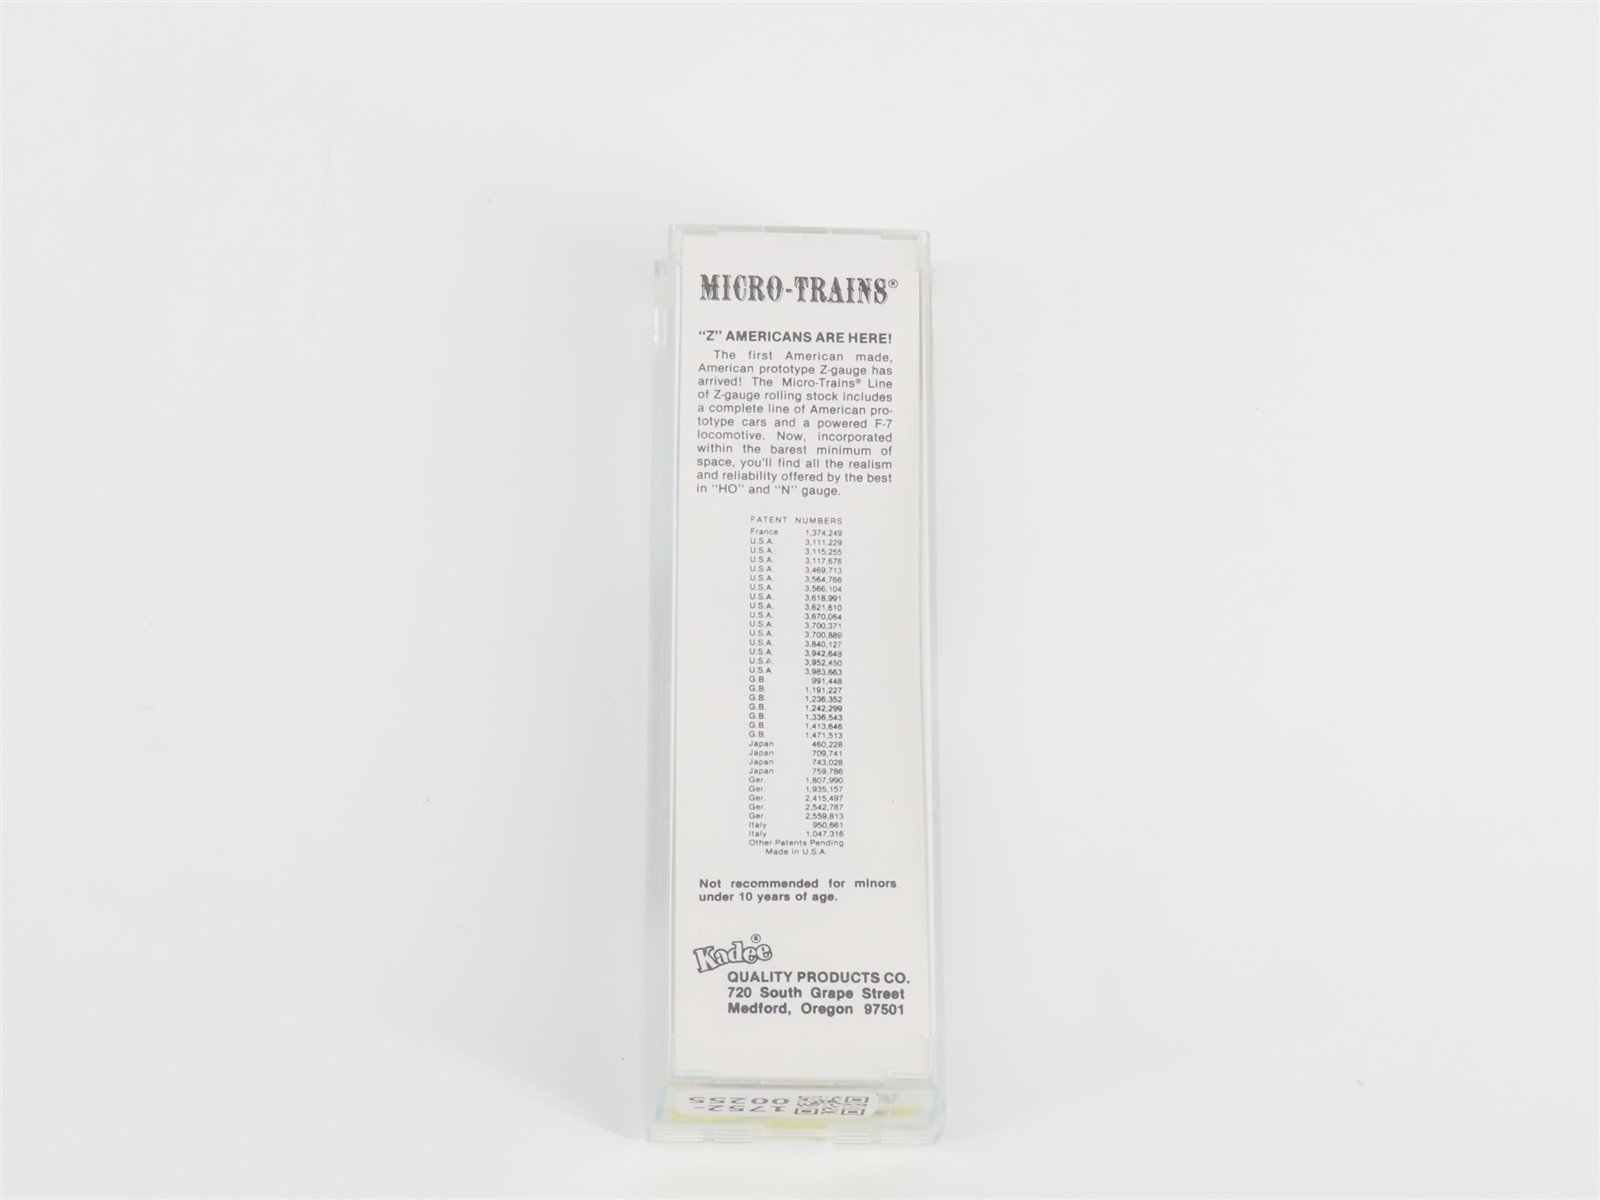 MICRO-TRAINS®
"Z" AMERICANS ARE HERE!
The first American made,
American prototype Z-gauge has
arrived! The Micro-Trains® Line
of Z-gauge rolling stock includes
a complete line of American pro-
totype cars and a powered F-7
locomotive. Now, incorporated
within the barest minimum of
space, you'll find all the realism
and reliability offered by the best
in "HO" and "N" gauge.
PATENT NUMBERS
France 1,374,249
U.S.A. 3,111,229
U.S.A. 3,115,255
U.S.A. 3,117,676
U.S.A. 3,469,713
U.S.A. 3,564,766
U.S.A. 3,566,104
U.S.A. 3,618,991
U.S.A. 3,621,610
U.S.A. 3,670,064
U.S.A. 3,700,371
U.S.A. 3,700,889
U.S.A. 3,840,127
U.S.A. 3,942,648
U.S.A. 3,952,450
U.S.A. 3,983,663
G.B. 991,448
G.B. 1,191,227
G.B. 1,236,352
G.B. 1,242,299
G.B. 1,336,543
G.B. 1,413,646
G.B. 1,471,513
Japan 460,228
Japan 709,741
Japan 743,028
Japan 759,786
Ger. 1,807,990
Ger. 1,935,157
Ger. 2,415,497
Ger. 2,542,787
Ger. 2,559,813
Italy 950,661
Italy 1,047,316
Other Patents Pending
Made in U.S.A.
Not recommended for minors
under 10 years of age.
Kadee®
QUALITY PRODUCTS CO.
720 South Grape Street
Medford, Oregon 97501
1752-
00255